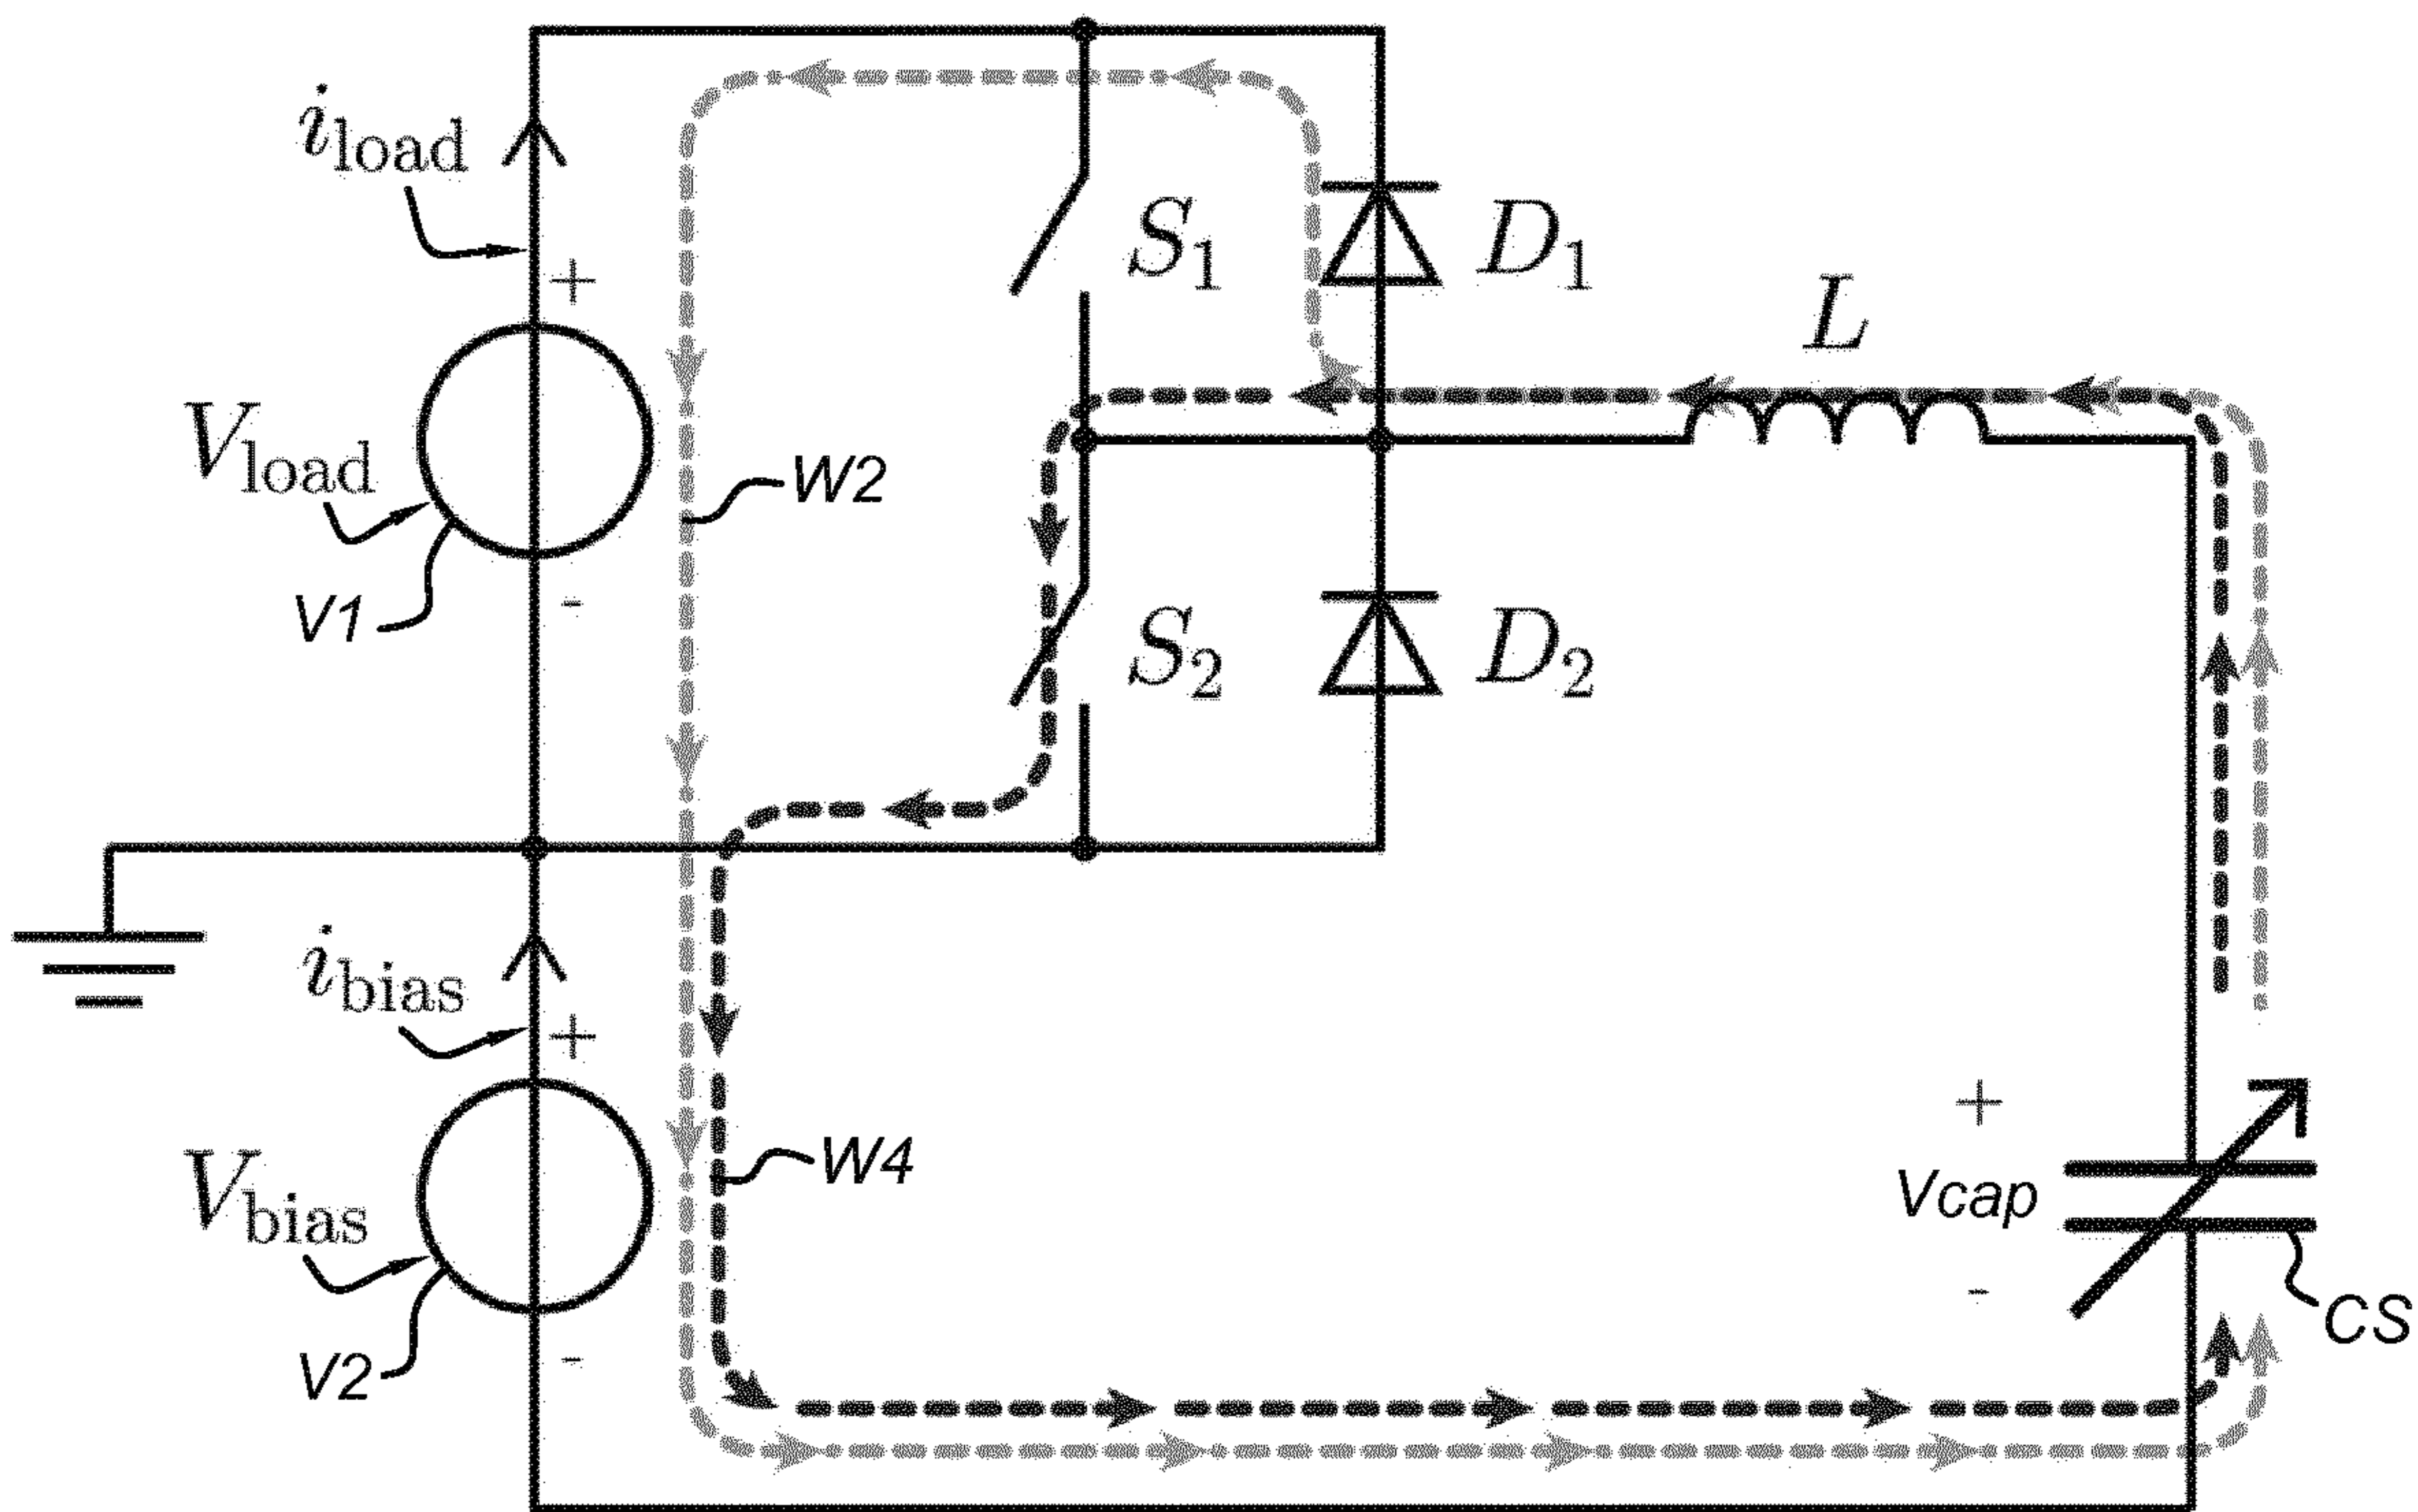 i_load
+
S_1
D_1
L
V_load
W2
V1
-
S_2
D_2
i_bias
+
+
V_bias
W4
Vcap
V2
-
-
CS